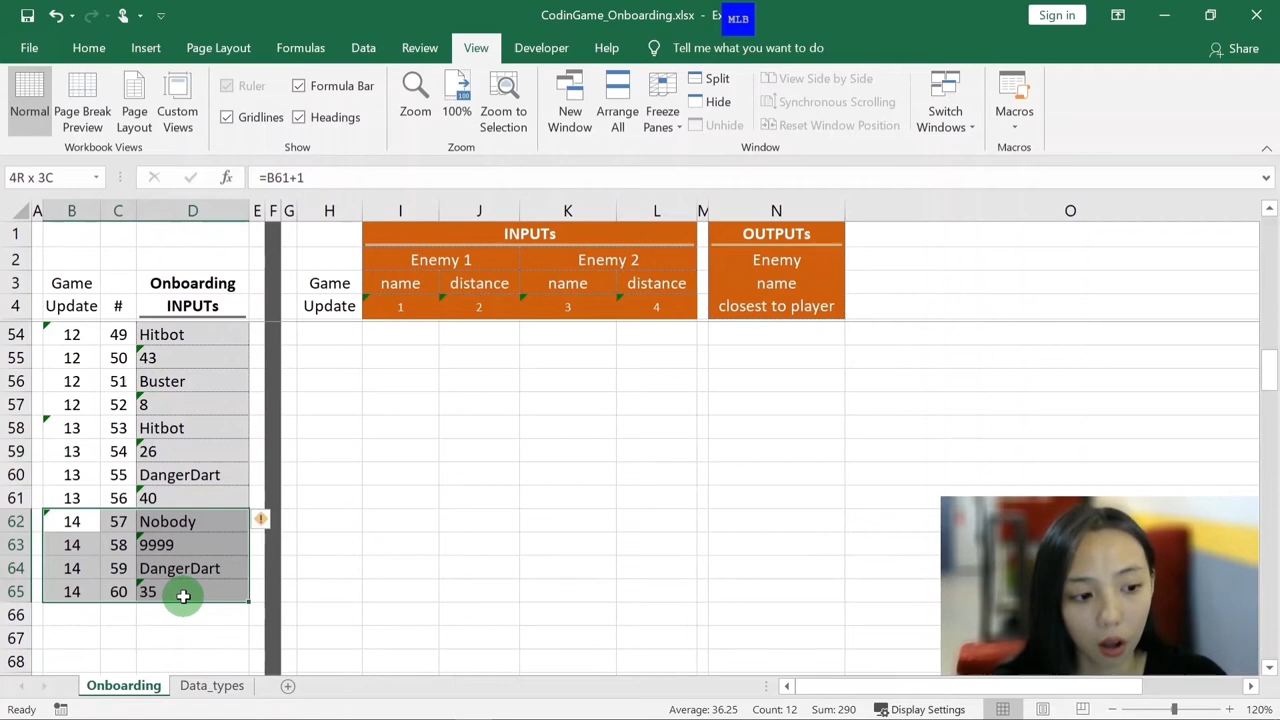 CodinGame_Onboarding.xlsx - Ex
MLB
Sign in
File Home Insert Page Layout Formulas Data Review View Developer Help Tell me what you want to do Share
Normal Page Break Preview Page Layout Custom Views
Workbook Views
Ruler Formula Bar
Gridlines Headings
Show
Zoom 100% Zoom to Selection
Zoom
New Window Arrange All Freeze Panes
Split
Hide
Unhide
View Side by Side
Synchronous Scrolling
Reset Window Position
Switch Windows
Window
Macros
Macros
4R x 3C fx =B61+1
A B C D E F G H I J K L M N O
1 INPUTs OUTPUTs
2 Enemy 1 Enemy 2 Enemy
3 Game Onboarding Game name distance name distance name
4 Update # INPUTs Update 1 2 3 4 closest to player
54 12 49 Hitbot
55 12 50 43
56 12 51 Buster
57 12 52 8
58 13 53 Hitbot
59 13 54 26
60 13 55 DangerDart
61 13 56 40
62 14 57 Nobody
63 14 58 9999
64 14 59 DangerDart
65 14 60 35
66
67
68
Onboarding Data_types
Ready Average: 36.25 Count: 12 Sum: 290 Display Settings 120%